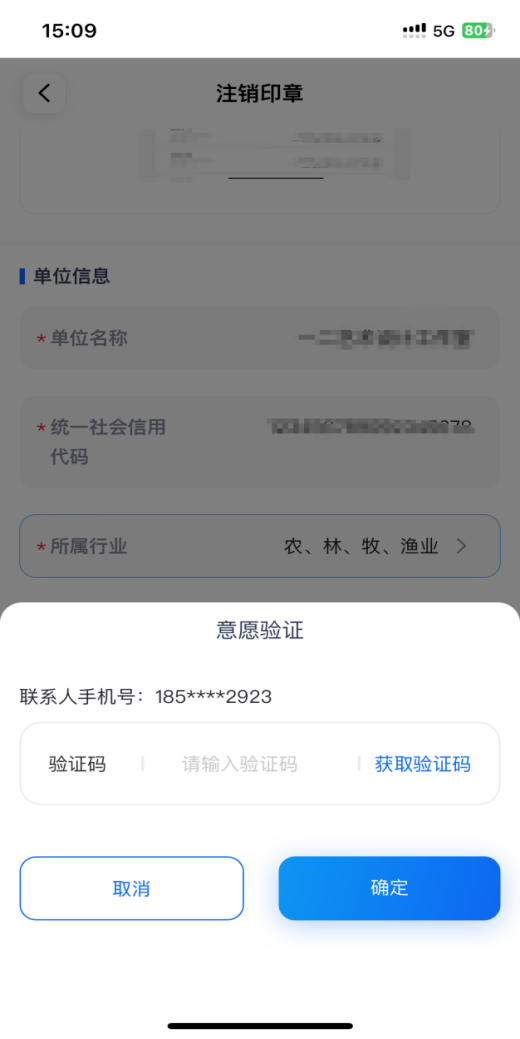 15:09
5G
80
注销印章
单位信息
*单位名称
*统一社会信用
代码
*所属行业
农、林、牧、渔业
意愿验证
联系人手机号：185****2923
验证码
请输入验证码
获取验证码
取消
确定